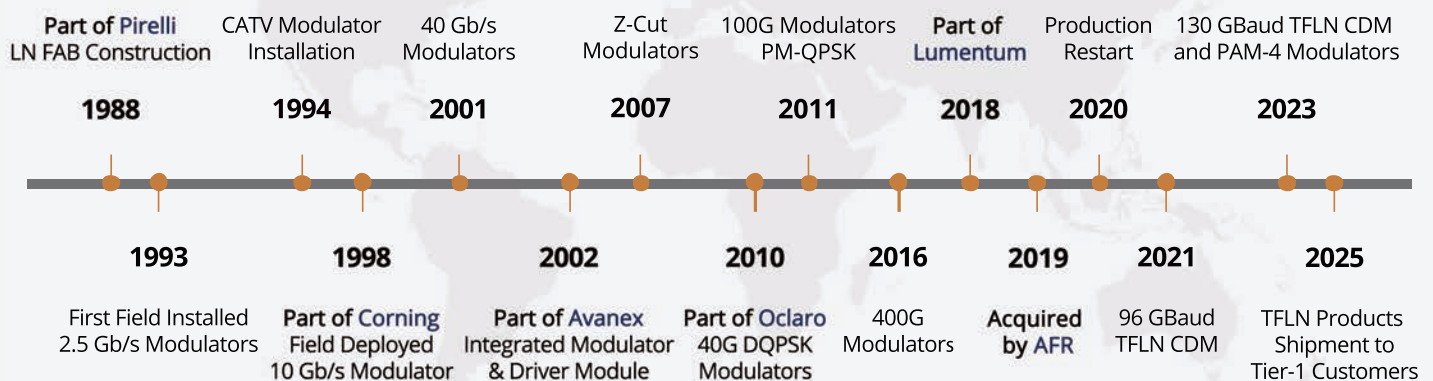 Part of Pirelli
LN FAB Construction
1988
CATV Modulator
Installation
1994
40 Gb/s
Modulators
2001
Z-Cut
Modulators
2007
100G Modulators
PM-QPSK
2011
Part of
Lumentum
2018
Production
Restart
2020
130 GBaud TFLN CDM
and PAM-4 Modulators
2023
1993
First Field Installed
2.5 Gb/s Modulators
1998
Part of Corning
Field Deployed
10 Gb/s Modulator
2002
Part of Avanex
Integrated Modulator
& Driver Module
2010
Part of Oclaro
40G DQPSK
Modulators
2016
400G
Modulators
2019
Acquired
by AFR
2021
96 GBaud
TFLN CDM
2025
TFLN Products
Shipment to
Tier-1 Customers